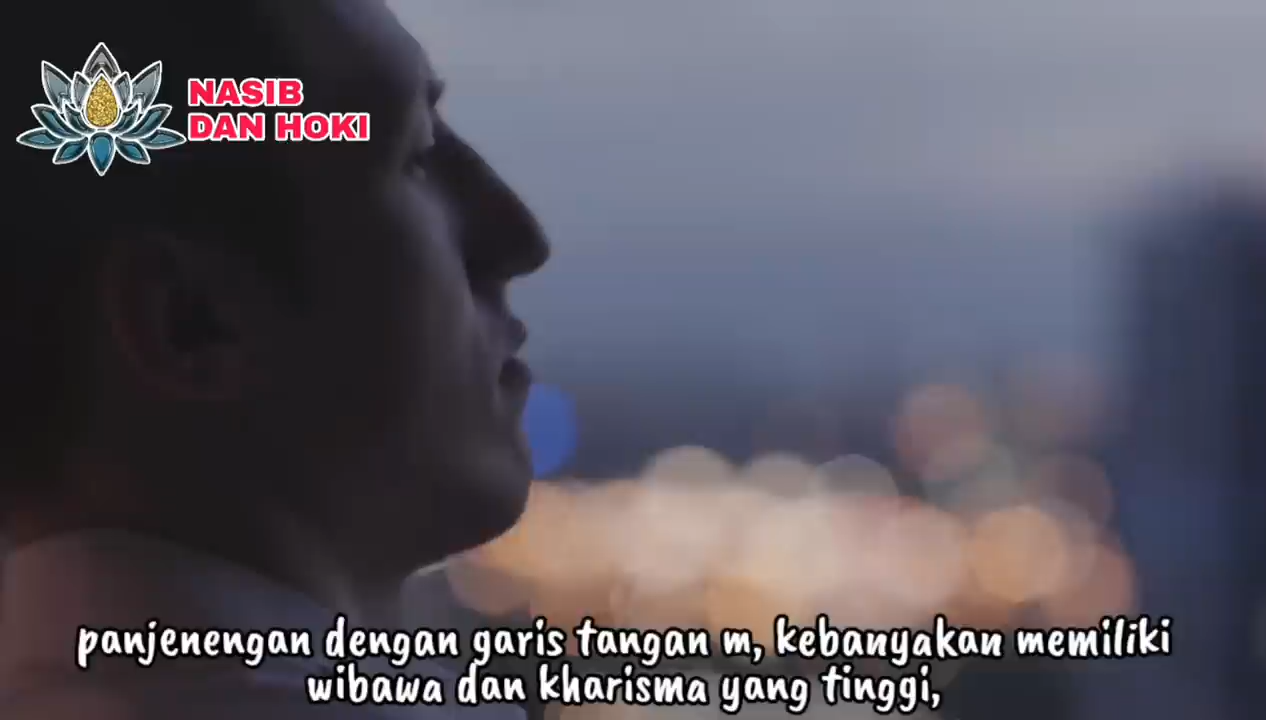 NASIB
DAN HOKI
panjenengan dengan garis tangan m, kebanyakan memiliki
wibawa dan kharisma yang tinggi,